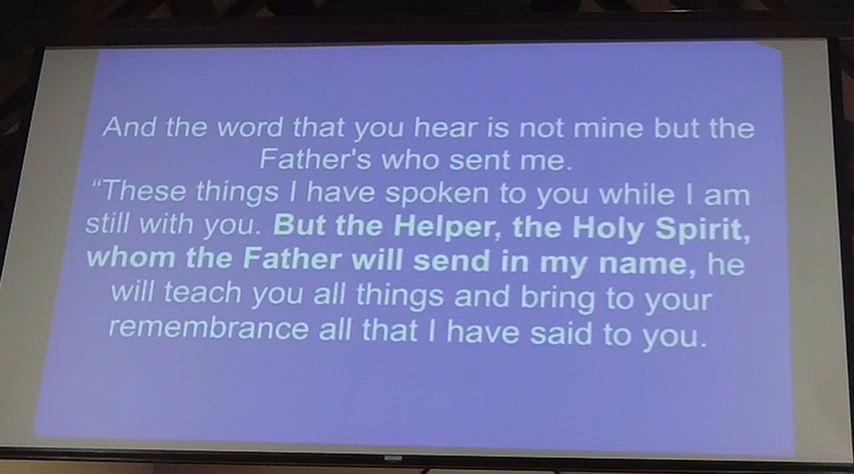 And the word that you hear is not mine but the
Father's who sent me.
“These things I have spoken to you while I am
still with you. But the Helper, the Holy Spirit,
whom the Father will send in my name, he
will teach you all things and bring to your
remembrance all that I have said to you.